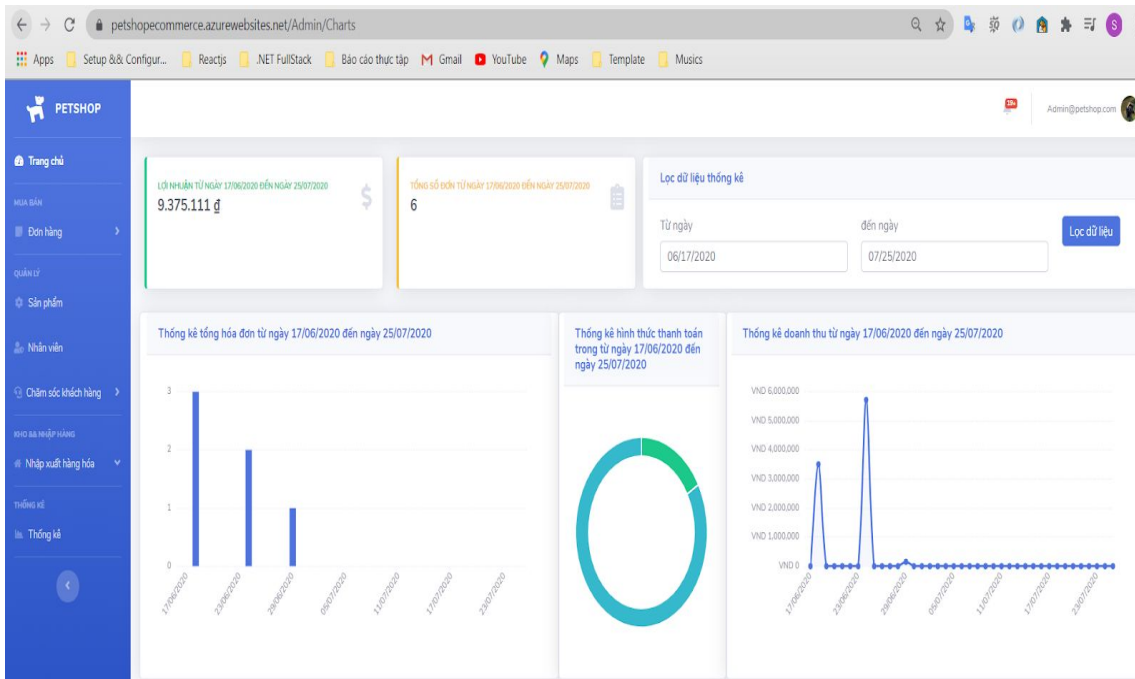 petshopecommerce.azurewebsites.net/Admin/Charts
S
Apps
Setup && Configur...
Reactjs
.NET FullStack
Báo cáo thực tập
Gmail
YouTube
Maps
Template
Musics
PETSHOP
Admin@petshop.com
Trang chủ
MUA BÁN
Đơn hàng
QUẢN LÝ
Sản phẩm
Nhân viên
Chăm sóc khách hàng
KHO && NHẬP HÀNG
Nhập xuất hàng hóa
THỐNG KÊ
Thống kê
LỢI NHUẬN TỪ NGÀY 17/06/2020 ĐẾN NGÀY 25/07/2020
9.375.111 ₫
TỔNG SỐ ĐƠN TỪ NGÀY 17/06/2020 ĐẾN NGÀY 25/07/2020
6
Lọc dữ liệu thống kê
Từ ngày
đến ngày
06/17/2020
07/25/2020
Lọc dữ liệu
Thống kê tổng hóa đơn từ ngày 17/06/2020 đến ngày 25/07/2020
3
2
1
0
17/06/2020
23/06/2020
29/06/2020
05/07/2020
11/07/2020
17/07/2020
23/07/2020
Thống kê hình thức thanh toán
trong từ ngày 17/06/2020 đến
ngày 25/07/2020
Thống kê doanh thu từ ngày 17/06/2020 đến ngày 25/07/2020
VND 6,000,000
VND 5,000,000
VND 4,000,000
VND 3,000,000
VND 2,000,000
VND 1,000,000
VND 0
17/06/2020
23/06/2020
29/06/2020
05/07/2020
11/07/2020
17/07/2020
23/07/2020